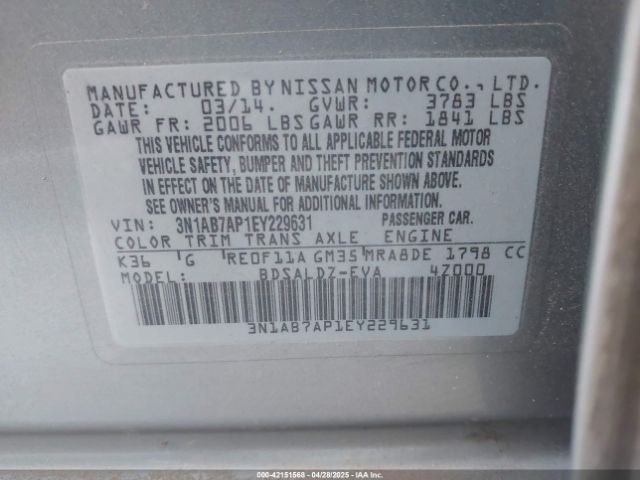 MANUFACTURED BY NISSAN MOTOR CO., LTD.
DATE: 03/14. GVWR: 3783 LBS
GAWR FR: 2006 LBS GAWR RR: 1841 LBS
THIS VEHICLE CONFORMS TO ALL APPLICABLE FEDERAL MOTOR
VEHICLE SAFETY, BUMPER AND THEFT PREVENTION STANDARDS
IN EFFECT ON THE DATE OF MANUFACTURE SHOWN ABOVE.
SEE OWNER'S MANUAL FOR ADDITIONAL INFORMATION.
VIN: 3N1AB7AP1EY229631 PASSENGER CAR.
COLOR TRIM TRANS AXLE ENGINE
K36 G RE0F11A GM35 MRA8DE 1798 CC
MODEL: BDSALDZ-EVA 4Z000
3N1AB7AP1EY229631
000-42151568 04/28/2025 - IAAI.COM